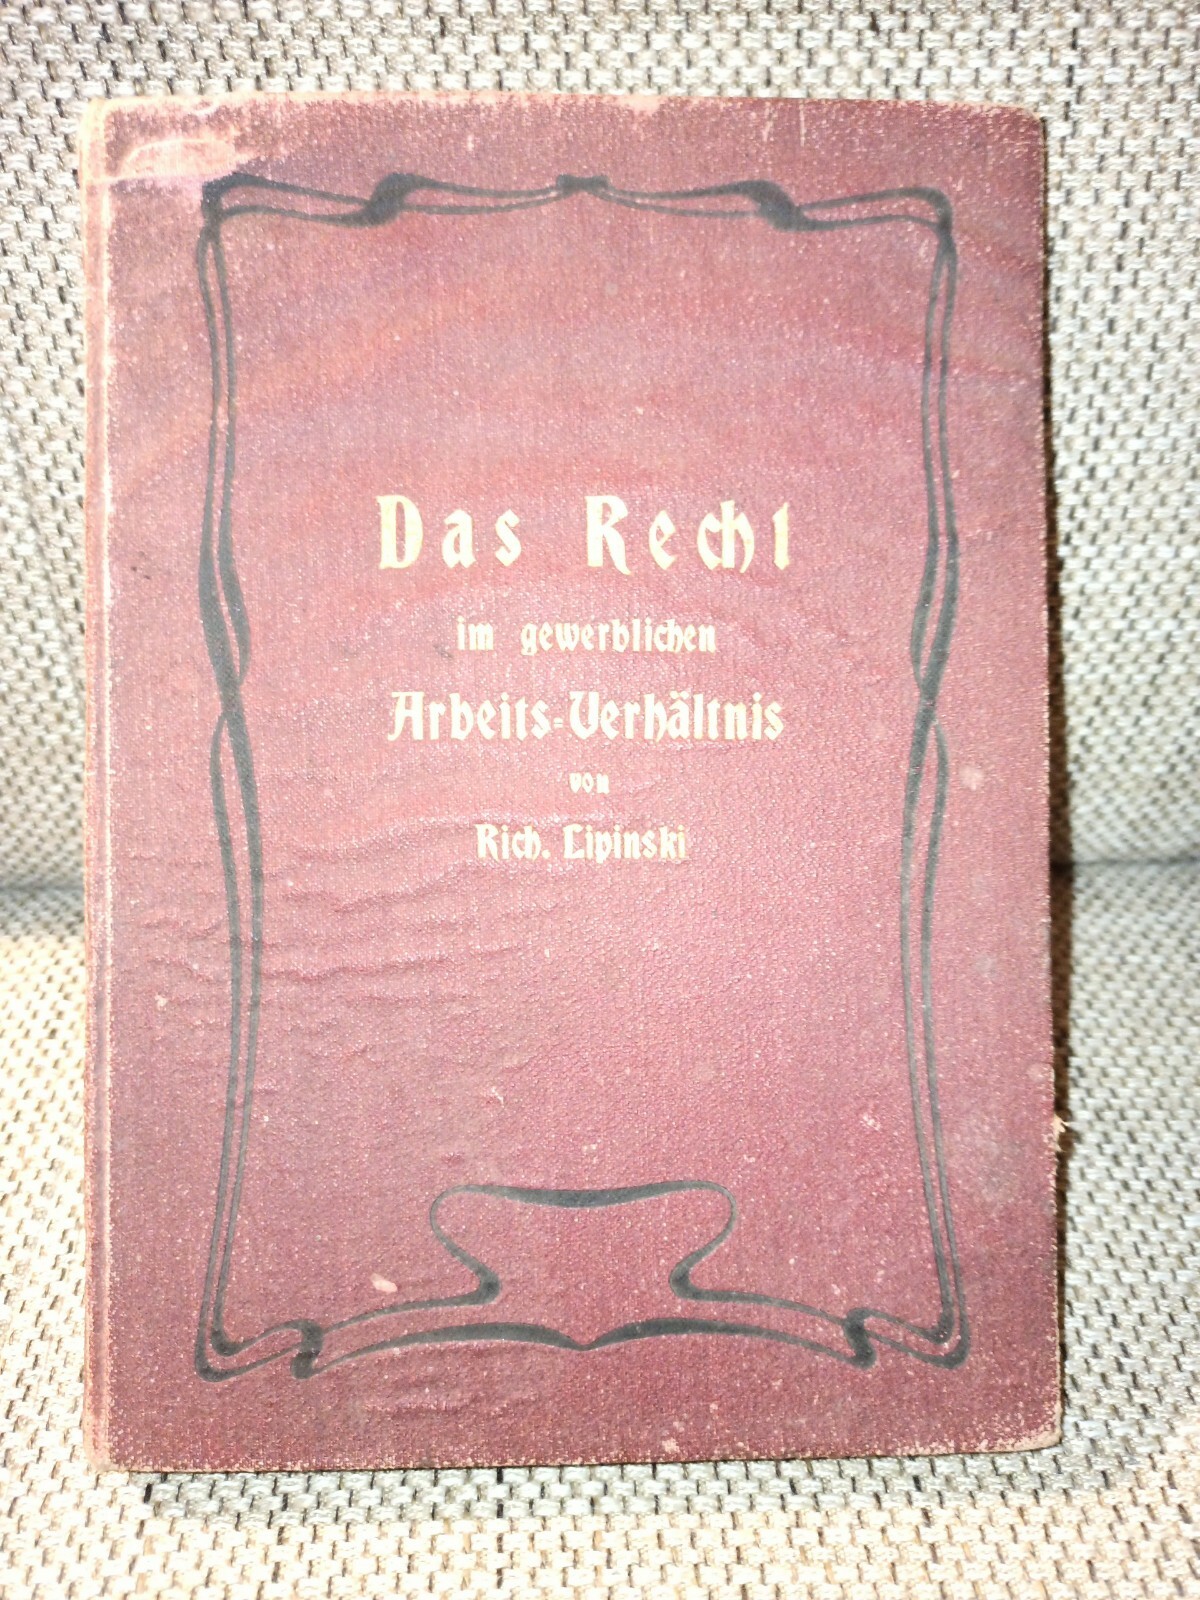 Das Recht
im gewerblichen
Arbeits-Verhältnis
von
Rich. Lipinski